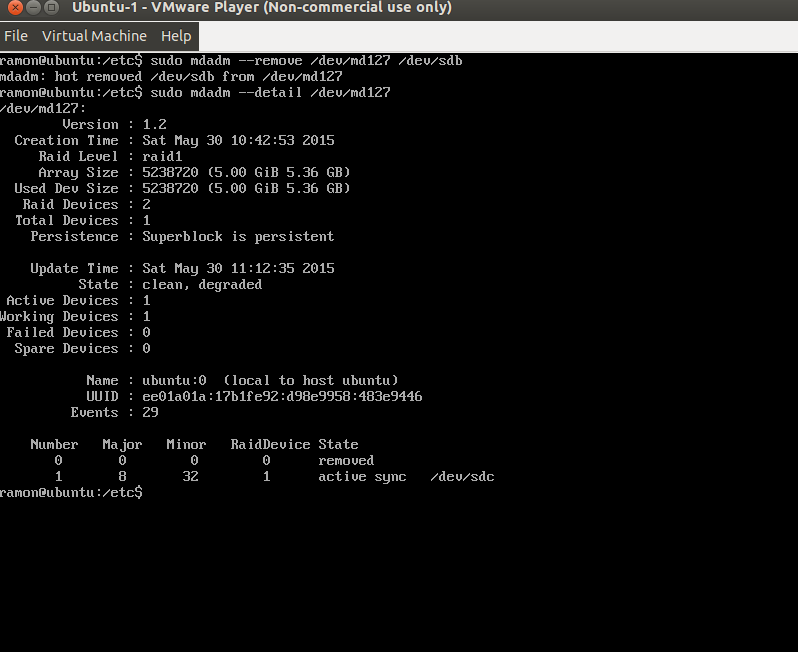 Ubuntu-1 - VMware Player (Non-commercial use only)
File Virtual Machine Help
ramon@ubuntu:/etc$ sudo mdadm --remove /dev/md127 /dev/sdb
mdadm: hot removed /dev/sdb from /dev/md127
ramon@ubuntu:/etc$ sudo mdadm --detail /dev/md127
/dev/md127:
Version : 1.2
Creation Time : Sat May 30 10:42:53 2015
Raid Level : raid1
Array Size : 5238720 (5.00 GiB 5.36 GB)
Used Dev Size : 5238720 (5.00 GiB 5.36 GB)
Raid Devices : 2
Total Devices : 1
Persistence : Superblock is persistent
Update Time : Sat May 30 11:12:35 2015
State : clean, degraded
Active Devices : 1
Working Devices : 1
Failed Devices : 0
Spare Devices : 0
Name : ubuntu:0 (local to host ubuntu)
UUID : ee01a01a:17b1fe92:d98e9958:483e9446
Events : 29
Number Major Minor RaidDevice State
0 0 0 0 removed
1 8 32 1 active sync /dev/sdc
ramon@ubuntu:/etc$